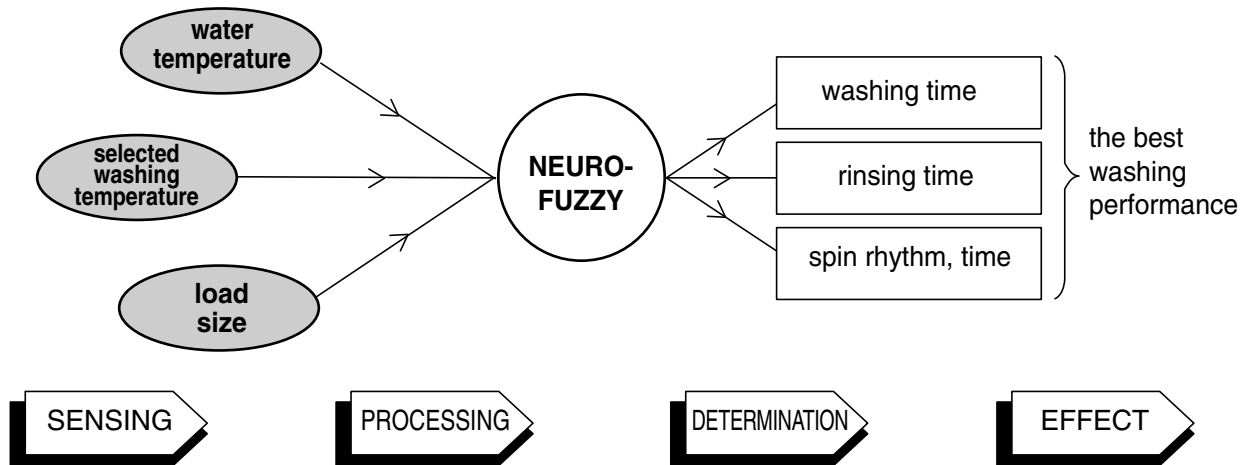 water
temperature
selected
washing
temperature
load
size
NEURO-
FUZZY
washing time
rinsing time
spin rhythm, time
the best
washing
performance
SENSING
PROCESSING
DETERMINATION
EFFECT